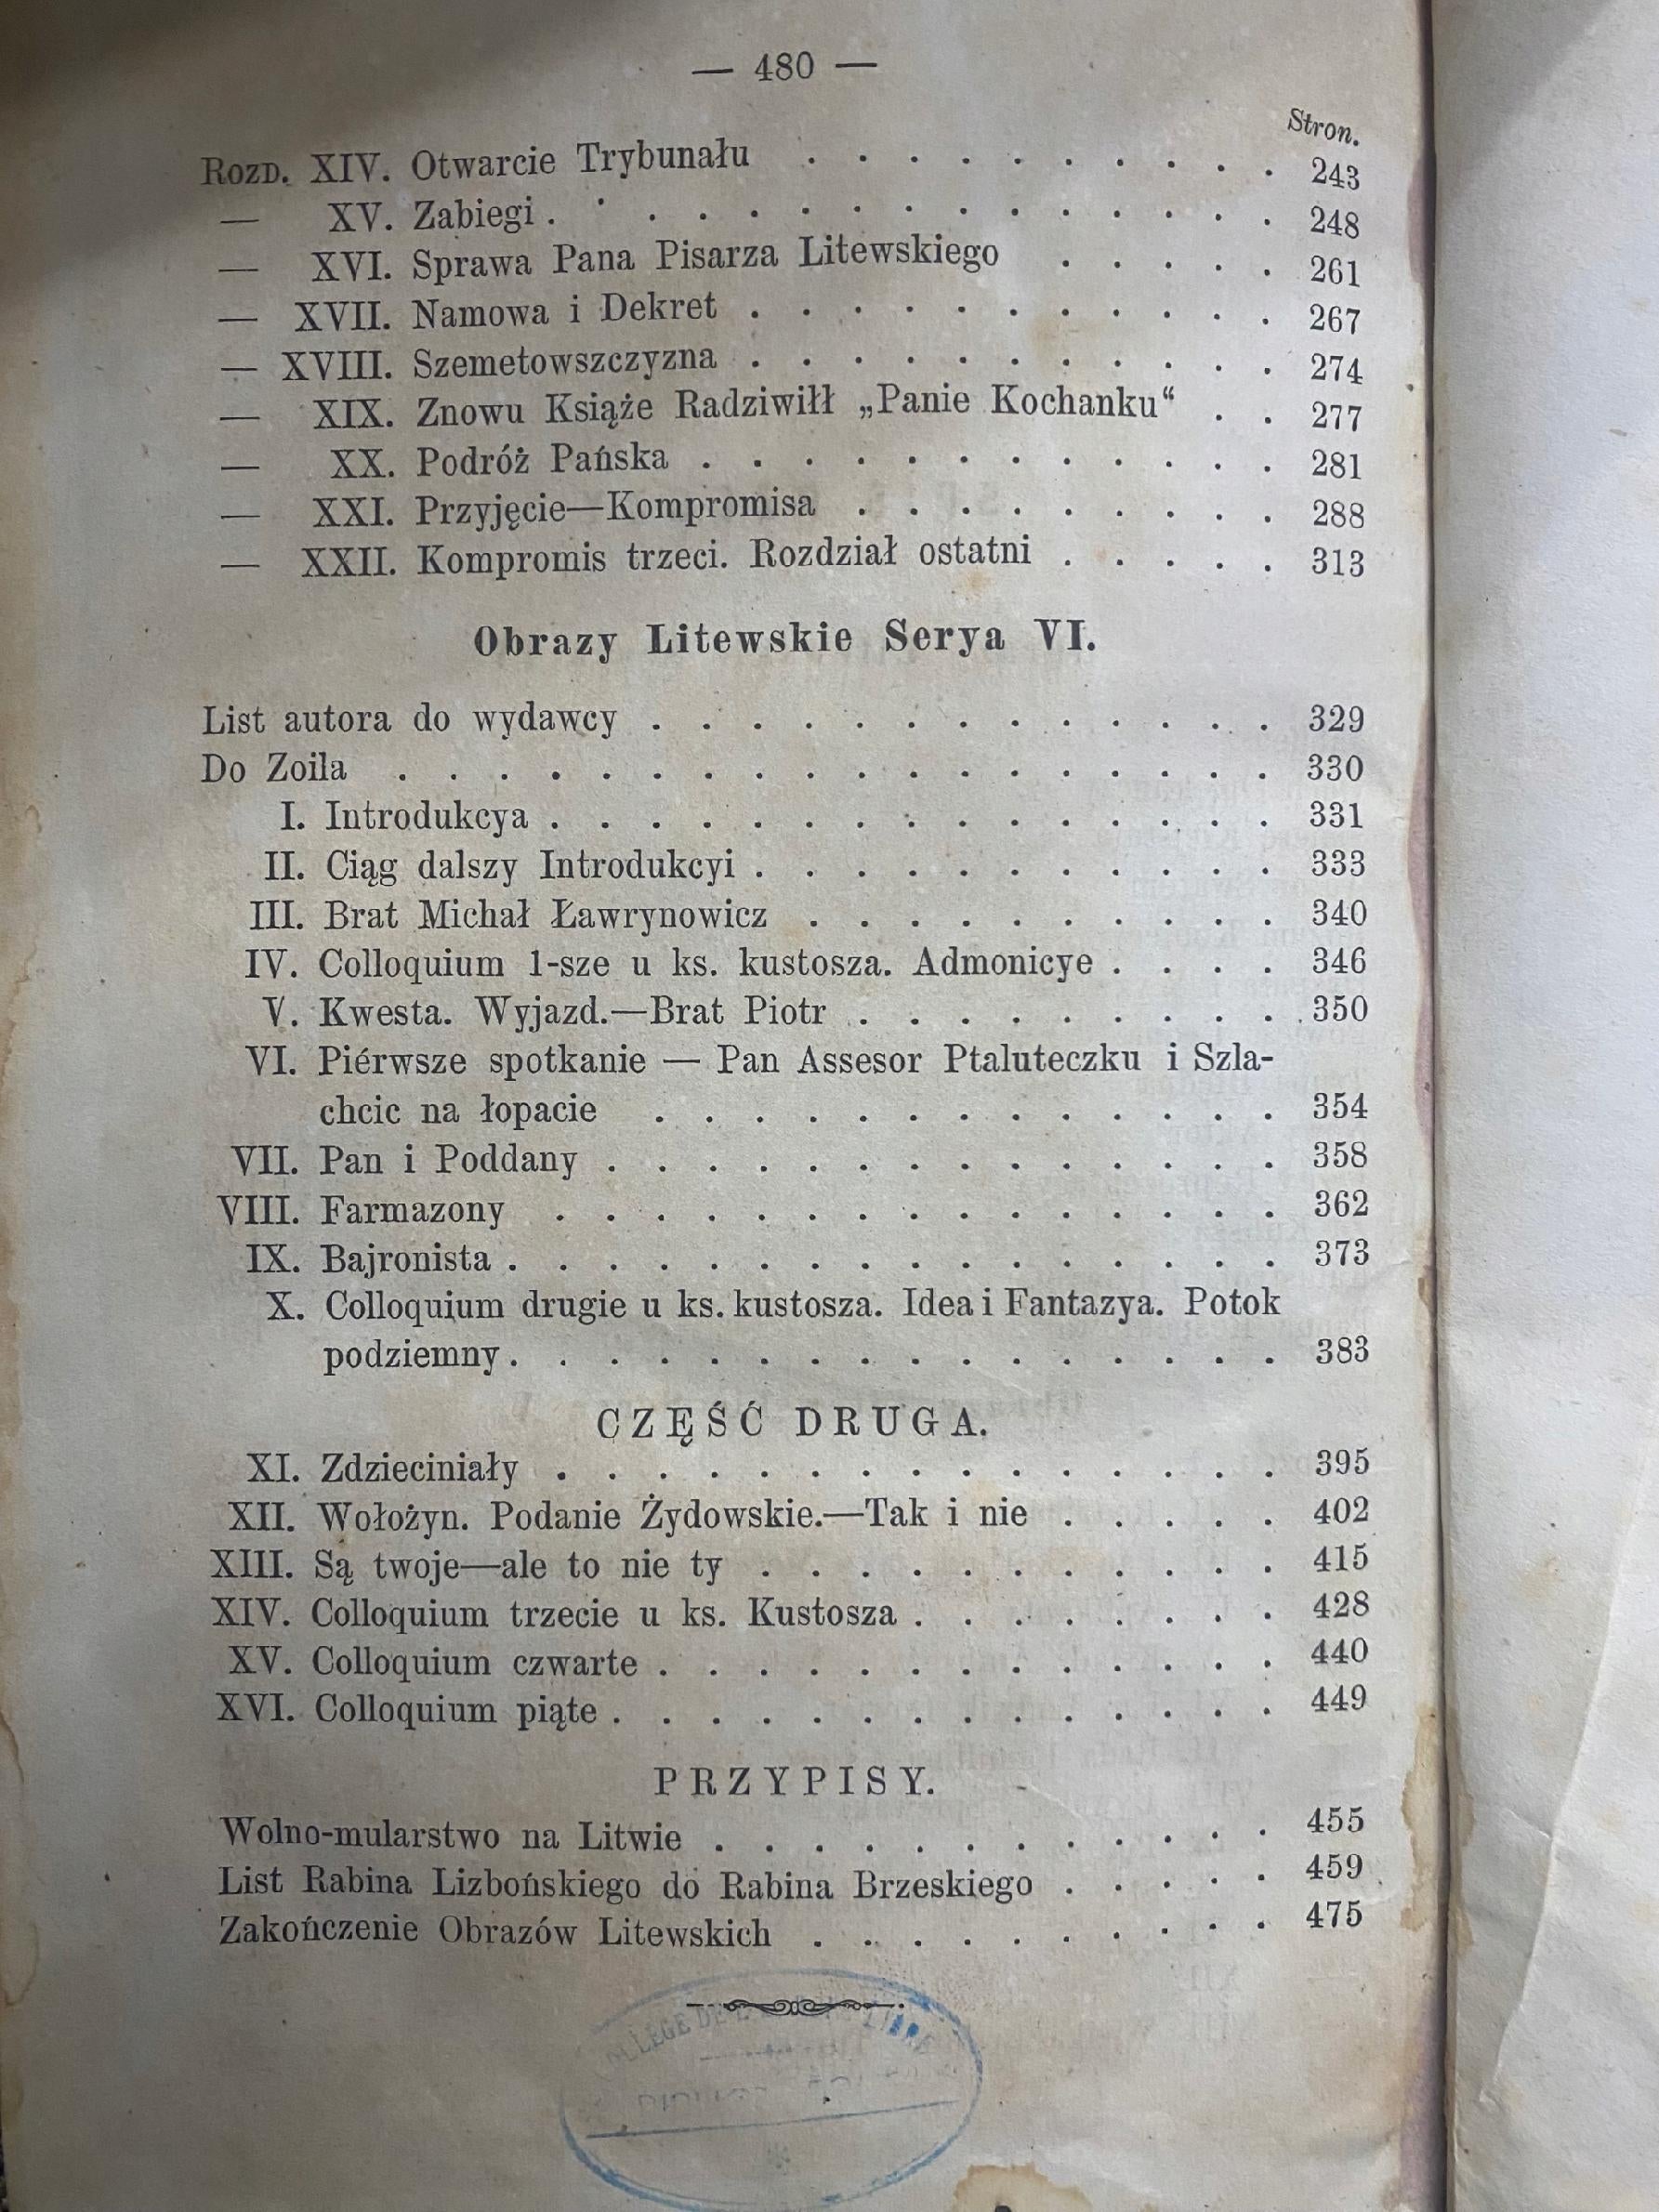 — 480 —
Stron.
Rozd. XIV. Otwarcie Trybunału . . . . . . . . . . 243
— XV. Zabiegi . . . . . . . . . . . . . . 248
— XVI. Sprawa Pana Pisarza Litewskiego . . . . . 261
— XVII. Namowa i Dekret . . . . . . . . . . . 267
— XVIII. Szemetowszczyzna . . . . . . . . . . . 274
— XIX. Znowu Książe Radziwiłł „Panie Kochanku“ . . 277
— XX. Podróż Pańska . . . . . . . . . . . . 281
— XXI. Przyjęcie—Kompromisa . . . . . . . . . 288
— XXII. Kompromis trzeci. Rozdział ostatni . . . . . 313
Obrazy Litewskie Serya VI.
List autora do wydawcy . . . . . . . . . . . . . 329
Do Zoila . . . . . . . . . . . . . . . . . . 330
I. Introdukcya . . . . . . . . . . . . . . . 331
II. Ciąg dalszy Introdukcyi . . . . . . . . . . . 333
III. Brat Michał Ławrynowicz . . . . . . . . . . 340
IV. Colloquium 1-sze u ks. kustosza. Admonicye . . . . 346
V. Kwesta. Wyjazd.—Brat Piotr . . . . . . . . . 350
VI. Piérwsze spotkanie — Pan Assesor Ptaluteczku i Szla-
chcic na łopacie . . . . . . . . . . . . . 354
VII. Pan i Poddany . . . . . . . . . . . . . . 358
VIII. Farmazony . . . . . . . . . . . . . . . 362
IX. Bajronista . . . . . . . . . . . . . . . . 373
X. Colloquium drugie u ks. kustosza. Idea i Fantazya. Potok
podziemny . . . . . . . . . . . . . . . . 383
CZĘŚĆ DRUGA.
XI. Zdzieciniały . . . . . . . . . . . . . . . 395
XII. Wołożyn. Podanie Żydowskie.—Tak i nie . . . . . 402
XIII. Są twoje—ale to nie ty . . . . . . . . . . . 415
XIV. Colloquium trzecie u ks. Kustosza . . . . . . . . 428
XV. Colloquium czwarte . . . . . . . . . . . . . 440
XVI. Colloquium piąte . . . . . . . . . . . . . . 449
PRZYPISY.
Wolno-mularstwo na Litwie . . . . . . . . . . . . 455
List Rabina Lizbońskiego do Rabina Brzeskiego . . . . . 459
Zakończenie Obrazów Litewskich . . . . . . . . . . 475